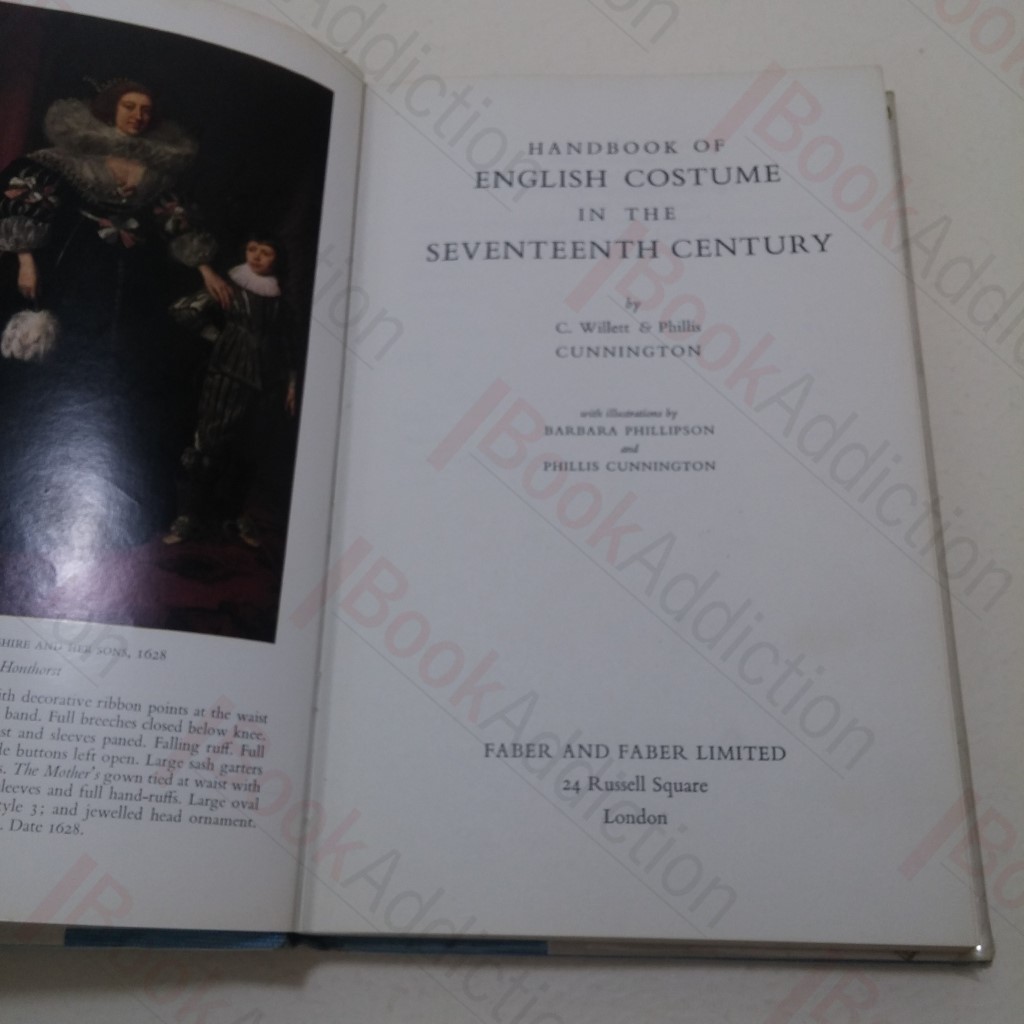 HIRE AND HER SONS, 1628
Houthorst
ith decorative ribbon points at the waist
band. Full breeches closed below knee.
st and sleeves paned. Falling ruff. Full
le buttons left open. Large sash garters
s. The Mother's gown tied at waist with
leeves and full hand-ruffs. Large oval
tyle 3; and jewelled head ornament.
. Date 1628.
HANDBOOK OF
ENGLISH COSTUME
IN THE
SEVENTEENTH CENTURY
by
C. Willett & Phillis
CUNNINGTON
with illustrations by
BARBARA PHILLIPSON
and
PHILLIS CUNNINGTON
FABER AND FABER LIMITED
24 Russell Square
London
BookAddiction